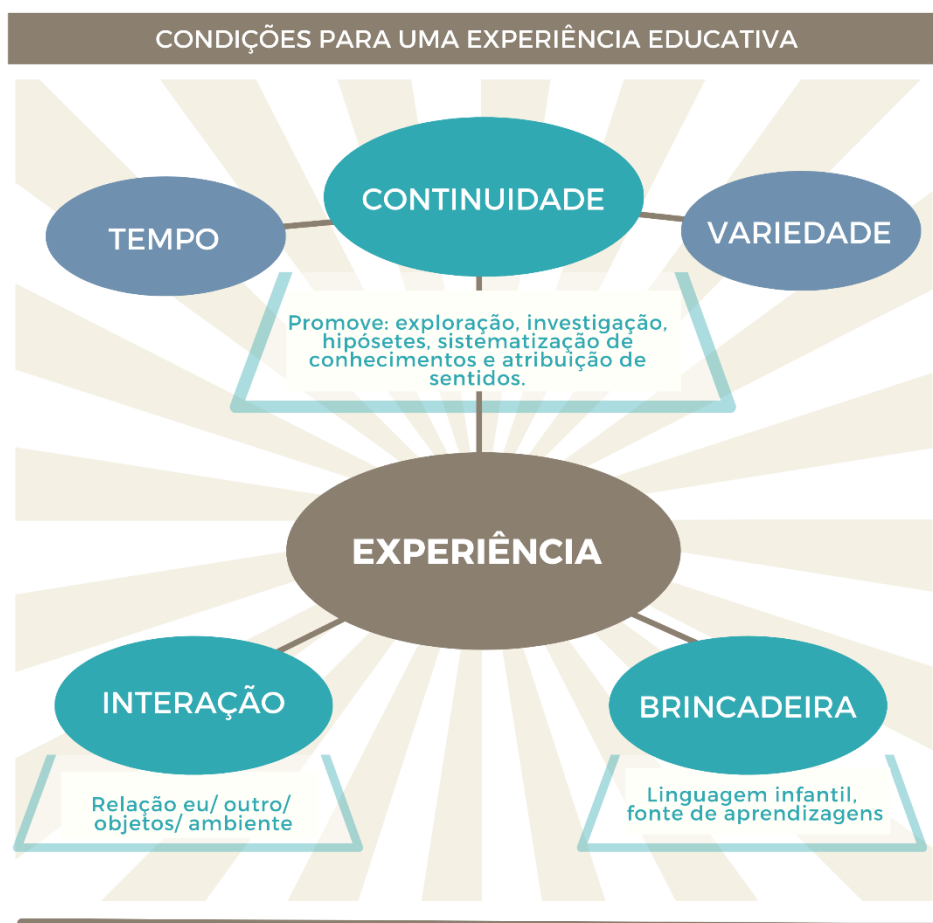 CONDIÇÕES PARA UMA EXPERIÊNCIA EDUCATIVA
CONTINUIDADE
TEMPO
VARIEDADE
Promove: exploração, investigação,
hipósetes, sistematização de
conhecimentos e atribuição de
sentidos.
EXPERIÊNCIA
INTERAÇÃO
BRINCADEIRA
Relação eu/ outro/
objetos/ ambiente
Linguagem infantil,
fonte de aprendizagens